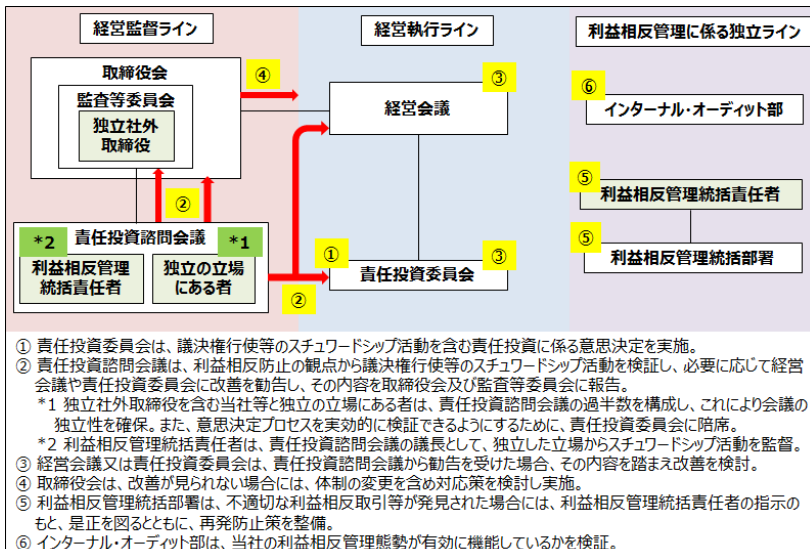 経営監督ライン
経営執行ライン
利益相反管理に係る独立ライン
取締役会
④
監査等委員会
独立社外
取締役
③
経営会議
⑥
インターナル・オーディット部
②
⑤
利益相反管理統括責任者
責任投資諮問会議
*2
*1
利益相反管理
統括責任者
独立の立場
にある者
②
①
③
責任投資委員会
⑤
利益相反管理統括部署
① 責任投資委員会は、議決権行使等のスチュワードシップ活動を含む責任投資に係る意思決定を実施。
② 責任投資諮問会議は、利益相反防止の観点から議決権行使等のスチュワードシップ活動を検証し、必要に応じて経営
会議や責任投資委員会に改善を勧告し、その内容を取締役会及び監査等委員会に報告。
*1 独立社外取締役を含む当社等と独立の立場にある者は、責任投資諮問会議の過半数を構成し、これにより会議の
独立性を確保。また、意思決定プロセスを実効的に検証できるようにするために、責任投資委員会に陪席。
*2 利益相反管理統括責任者は、責任投資諮問会議の議長として、独立した立場からスチュワードシップ活動を監督。
③ 経営会議又は責任投資委員会は、責任投資諮問会議から勧告を受けた場合、その内容を踏まえ改善を検討。
④ 取締役会は、改善が見られない場合には、体制の変更を含め対応策を検討し実施。
⑤ 利益相反管理統括部署は、不適切な利益相反取引等が発見された場合には、利益相反管理統括責任者の指示の
もと、是正を図るとともに、再発防止策を整備。
⑥ インターナル・オーディット部は、当社の利益相反管理態勢が有効に機能しているかを検証。